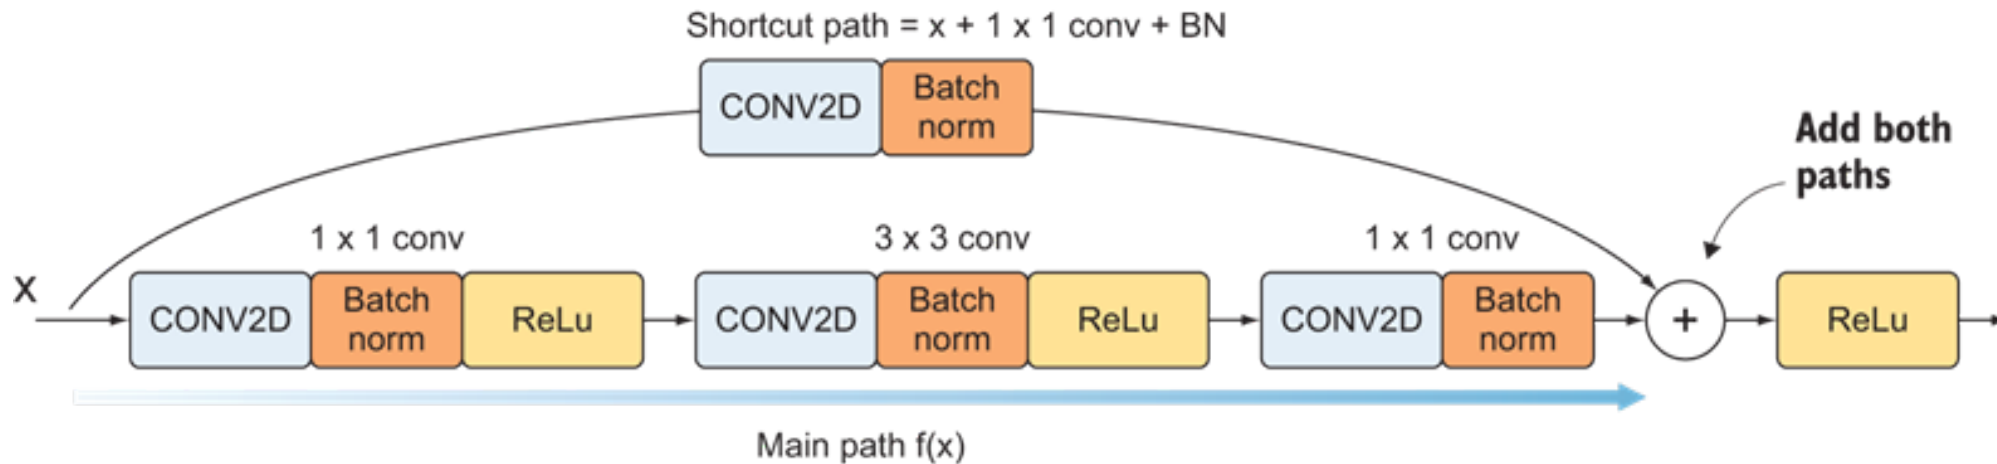 Shortcut path = x + 1 x 1 conv + BN
CONV2D
Batch
norm
Add both
paths
1 x 1 conv
3 x 3 conv
1 x 1 conv
x
CONV2D
Batch
norm
ReLu
CONV2D
Batch
norm
ReLu
CONV2D
Batch
norm
+
ReLu
Main path f(x)